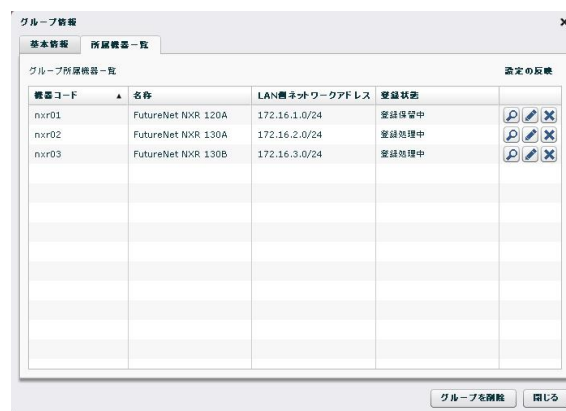 グループ情報
基本情報 所属機器一覧
グループ所属機器一覧 設定の反映
機器コード ▲ 名称 LAN側ネットワークアドレス 登録状態
nxr01 FutureNet NXR 120A 172.16.1.0/24 登録保留中
nxr02 FutureNet NXR 130A 172.16.2.0/24 登録処理中
nxr03 FutureNet NXR 130B 172.16.3.0/24 登録処理中
グループを削除 閉じる